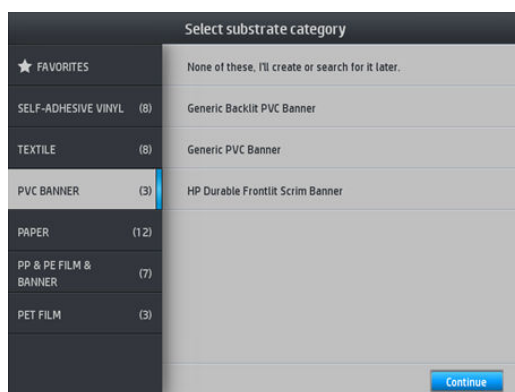 Select substrate category
FAVORITES
SELF-ADHESIVE VINYL (8)
TEXTILE (8)
PVC BANNER (3)
PAPER (12)
PP & PE FILM &
BANNER (7)
PET FILM (3)
None of these, I'll create or search for it later.
Generic Backlit PVC Banner
Generic PVC Banner
HP Durable Frontlit Scrim Banner
Continue